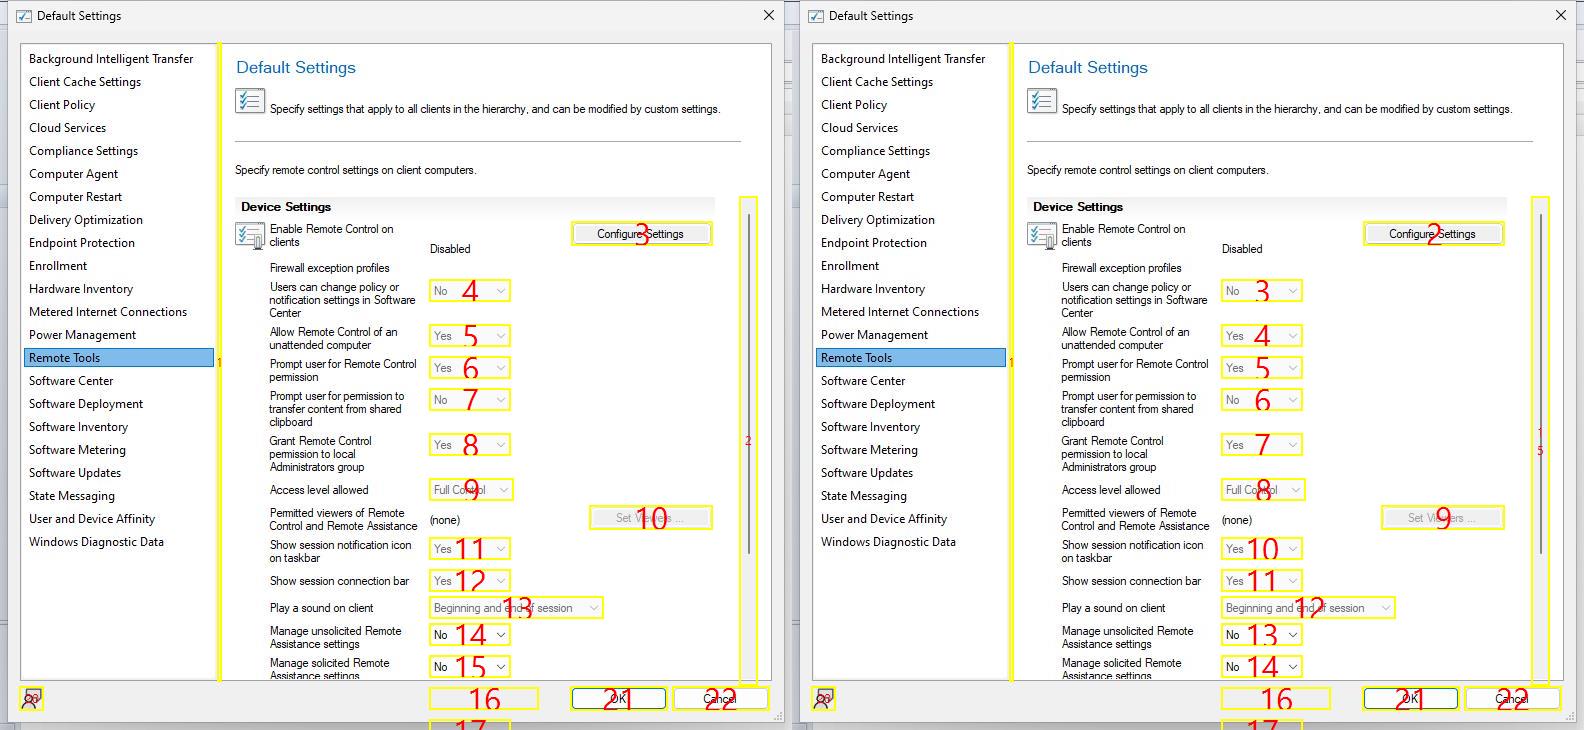 Default Settings
Background Intelligent Transfer
Client Cache Settings
Client Policy
Cloud Services
Compliance Settings
Computer Agent
Computer Restart
Delivery Optimization
Endpoint Protection
Enrollment
Hardware Inventory
Metered Internet Connections
Power Management
Remote Tools
Software Center
Software Deployment
Software Inventory
Software Metering
Software Updates
State Messaging
User and Device Affinity
Windows Diagnostic Data
1
Default Settings
Specify settings that apply to all clients in the hierarchy, and can be modified by custom settings.
Specify remote control settings on client computers.
Device Settings
Enable Remote Control on
clients
Disabled
Configure Settings 3
Firewall exception profiles
Users can change policy or
notification settings in Software
Center
No 4
Allow Remote Control of an
unattended computer
Yes 5
Prompt user for Remote Control
permission
Yes 6
Prompt user for permission to
transfer content from shared
clipboard
No 7
Grant Remote Control
permission to local
Administrators group
Yes 8
2
Access level allowed
Full Control 9
Permitted viewers of Remote
Control and Remote Assistance
(none)
Set Viewers ... 10
Show session notification icon
on taskbar
Yes 11
Show session connection bar
Yes 12
Play a sound on client
Beginning and end of session 13
Manage unsolicited Remote
Assistance settings
No 14
Manage solicited Remote
Assistance settings
No 15
16
OK 21
Cancel 22
17
Default Settings
Background Intelligent Transfer
Client Cache Settings
Client Policy
Cloud Services
Compliance Settings
Computer Agent
Computer Restart
Delivery Optimization
Endpoint Protection
Enrollment
Hardware Inventory
Metered Internet Connections
Power Management
Remote Tools
Software Center
Software Deployment
Software Inventory
Software Metering
Software Updates
State Messaging
User and Device Affinity
Windows Diagnostic Data
1
Default Settings
Specify settings that apply to all clients in the hierarchy, and can be modified by custom settings.
Specify remote control settings on client computers.
Device Settings
Enable Remote Control on
clients
Disabled
Configure Settings 2
Firewall exception profiles
Users can change policy or
notification settings in Software
Center
No 3
Allow Remote Control of an
unattended computer
Yes 4
Prompt user for Remote Control
permission
Yes 5
Prompt user for permission to
transfer content from shared
clipboard
No 6
Grant Remote Control
permission to local
Administrators group
Yes 7
15
Access level allowed
Full Control 8
Permitted viewers of Remote
Control and Remote Assistance
(none)
Set Viewers ... 9
Show session notification icon
on taskbar
Yes 10
Show session connection bar
Yes 11
Play a sound on client
Beginning and end of session 12
Manage unsolicited Remote
Assistance settings
No 13
Manage solicited Remote
Assistance settings
No 14
16
OK 21
Cancel 22
17